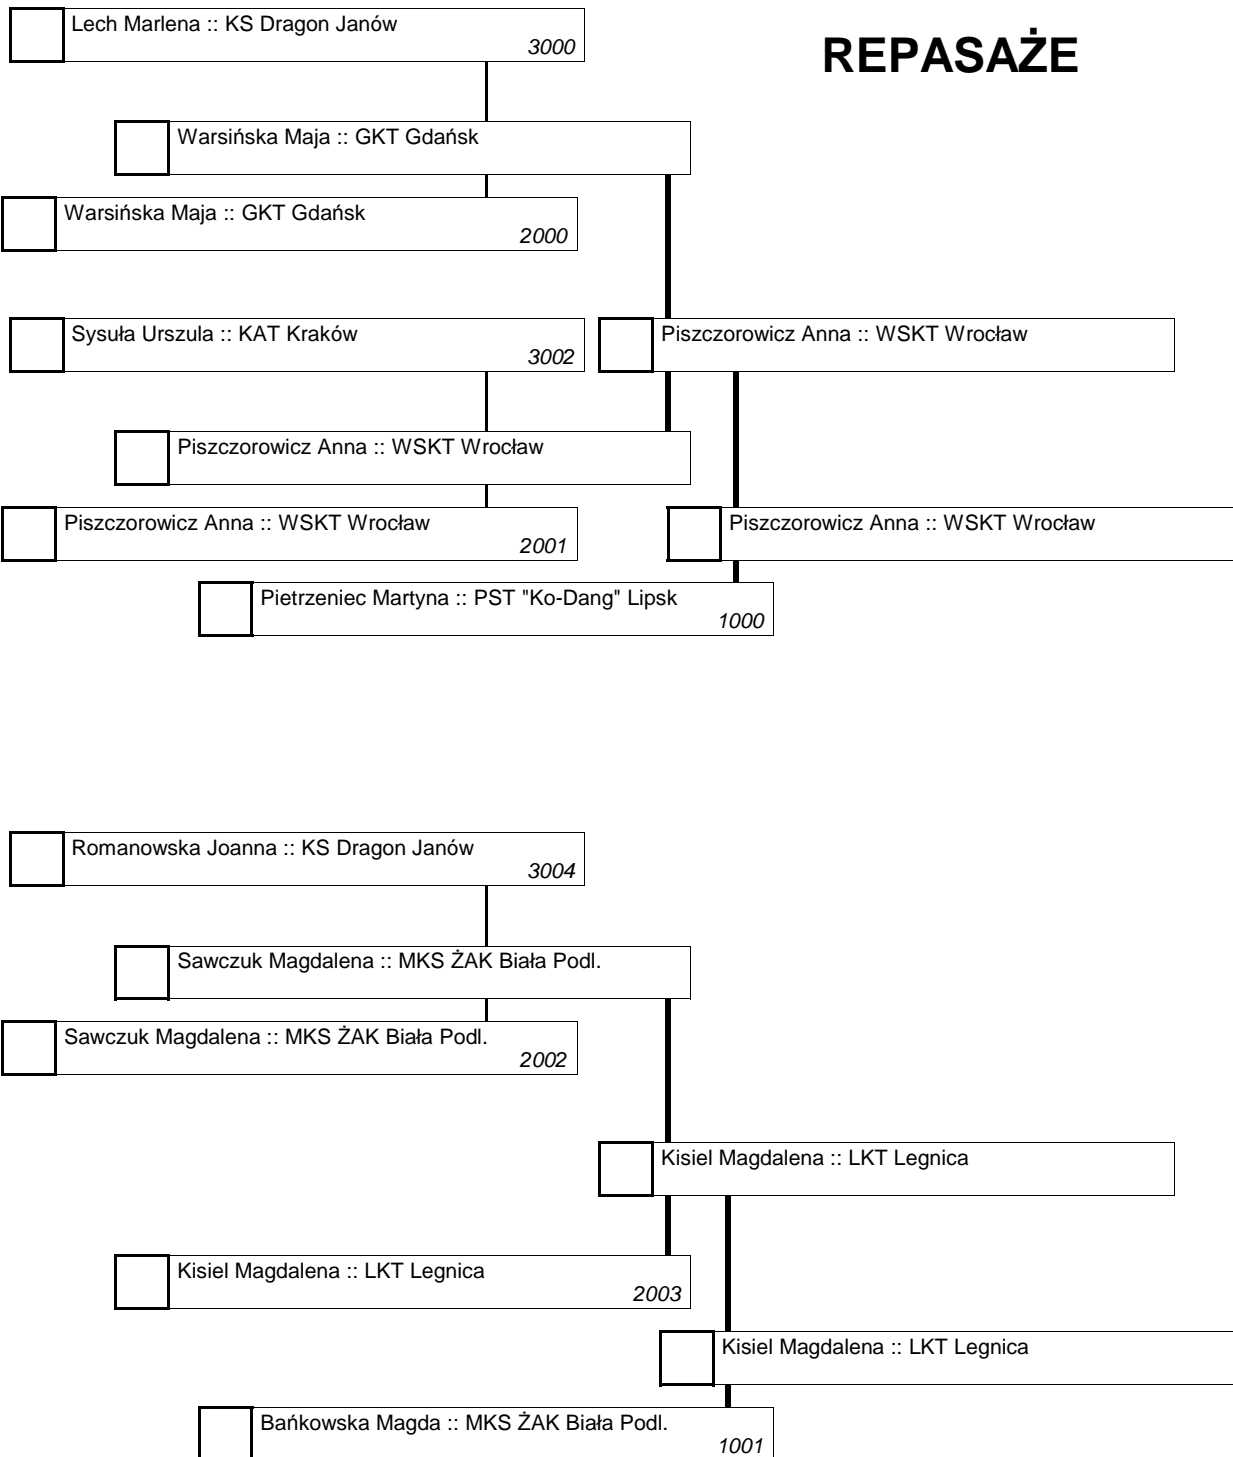 Lech Marlena :: KS Dragon Janów
3000
REPASAŻE
Warsińska Maja :: GKT Gdańsk
Warsińska Maja :: GKT Gdańsk
2000
Sysuła Urszula :: KAT Kraków
3002
Piszczorowicz Anna :: WSKT Wrocław
Piszczorowicz Anna :: WSKT Wrocław
Piszczorowicz Anna :: WSKT Wrocław
2001
Piszczorowicz Anna :: WSKT Wrocław
Pietrzeniec Martyna :: PST "Ko-Dang" Lipsk
1000
Romanowska Joanna :: KS Dragon Janów
3004
Sawczuk Magdalena :: MKS ŻAK Biała Podl.
Sawczuk Magdalena :: MKS ŻAK Biała Podl.
2002
Kisiel Magdalena :: LKT Legnica
Kisiel Magdalena :: LKT Legnica
2003
Kisiel Magdalena :: LKT Legnica
Bańkowska Magda :: MKS ŻAK Biała Podl.
1001